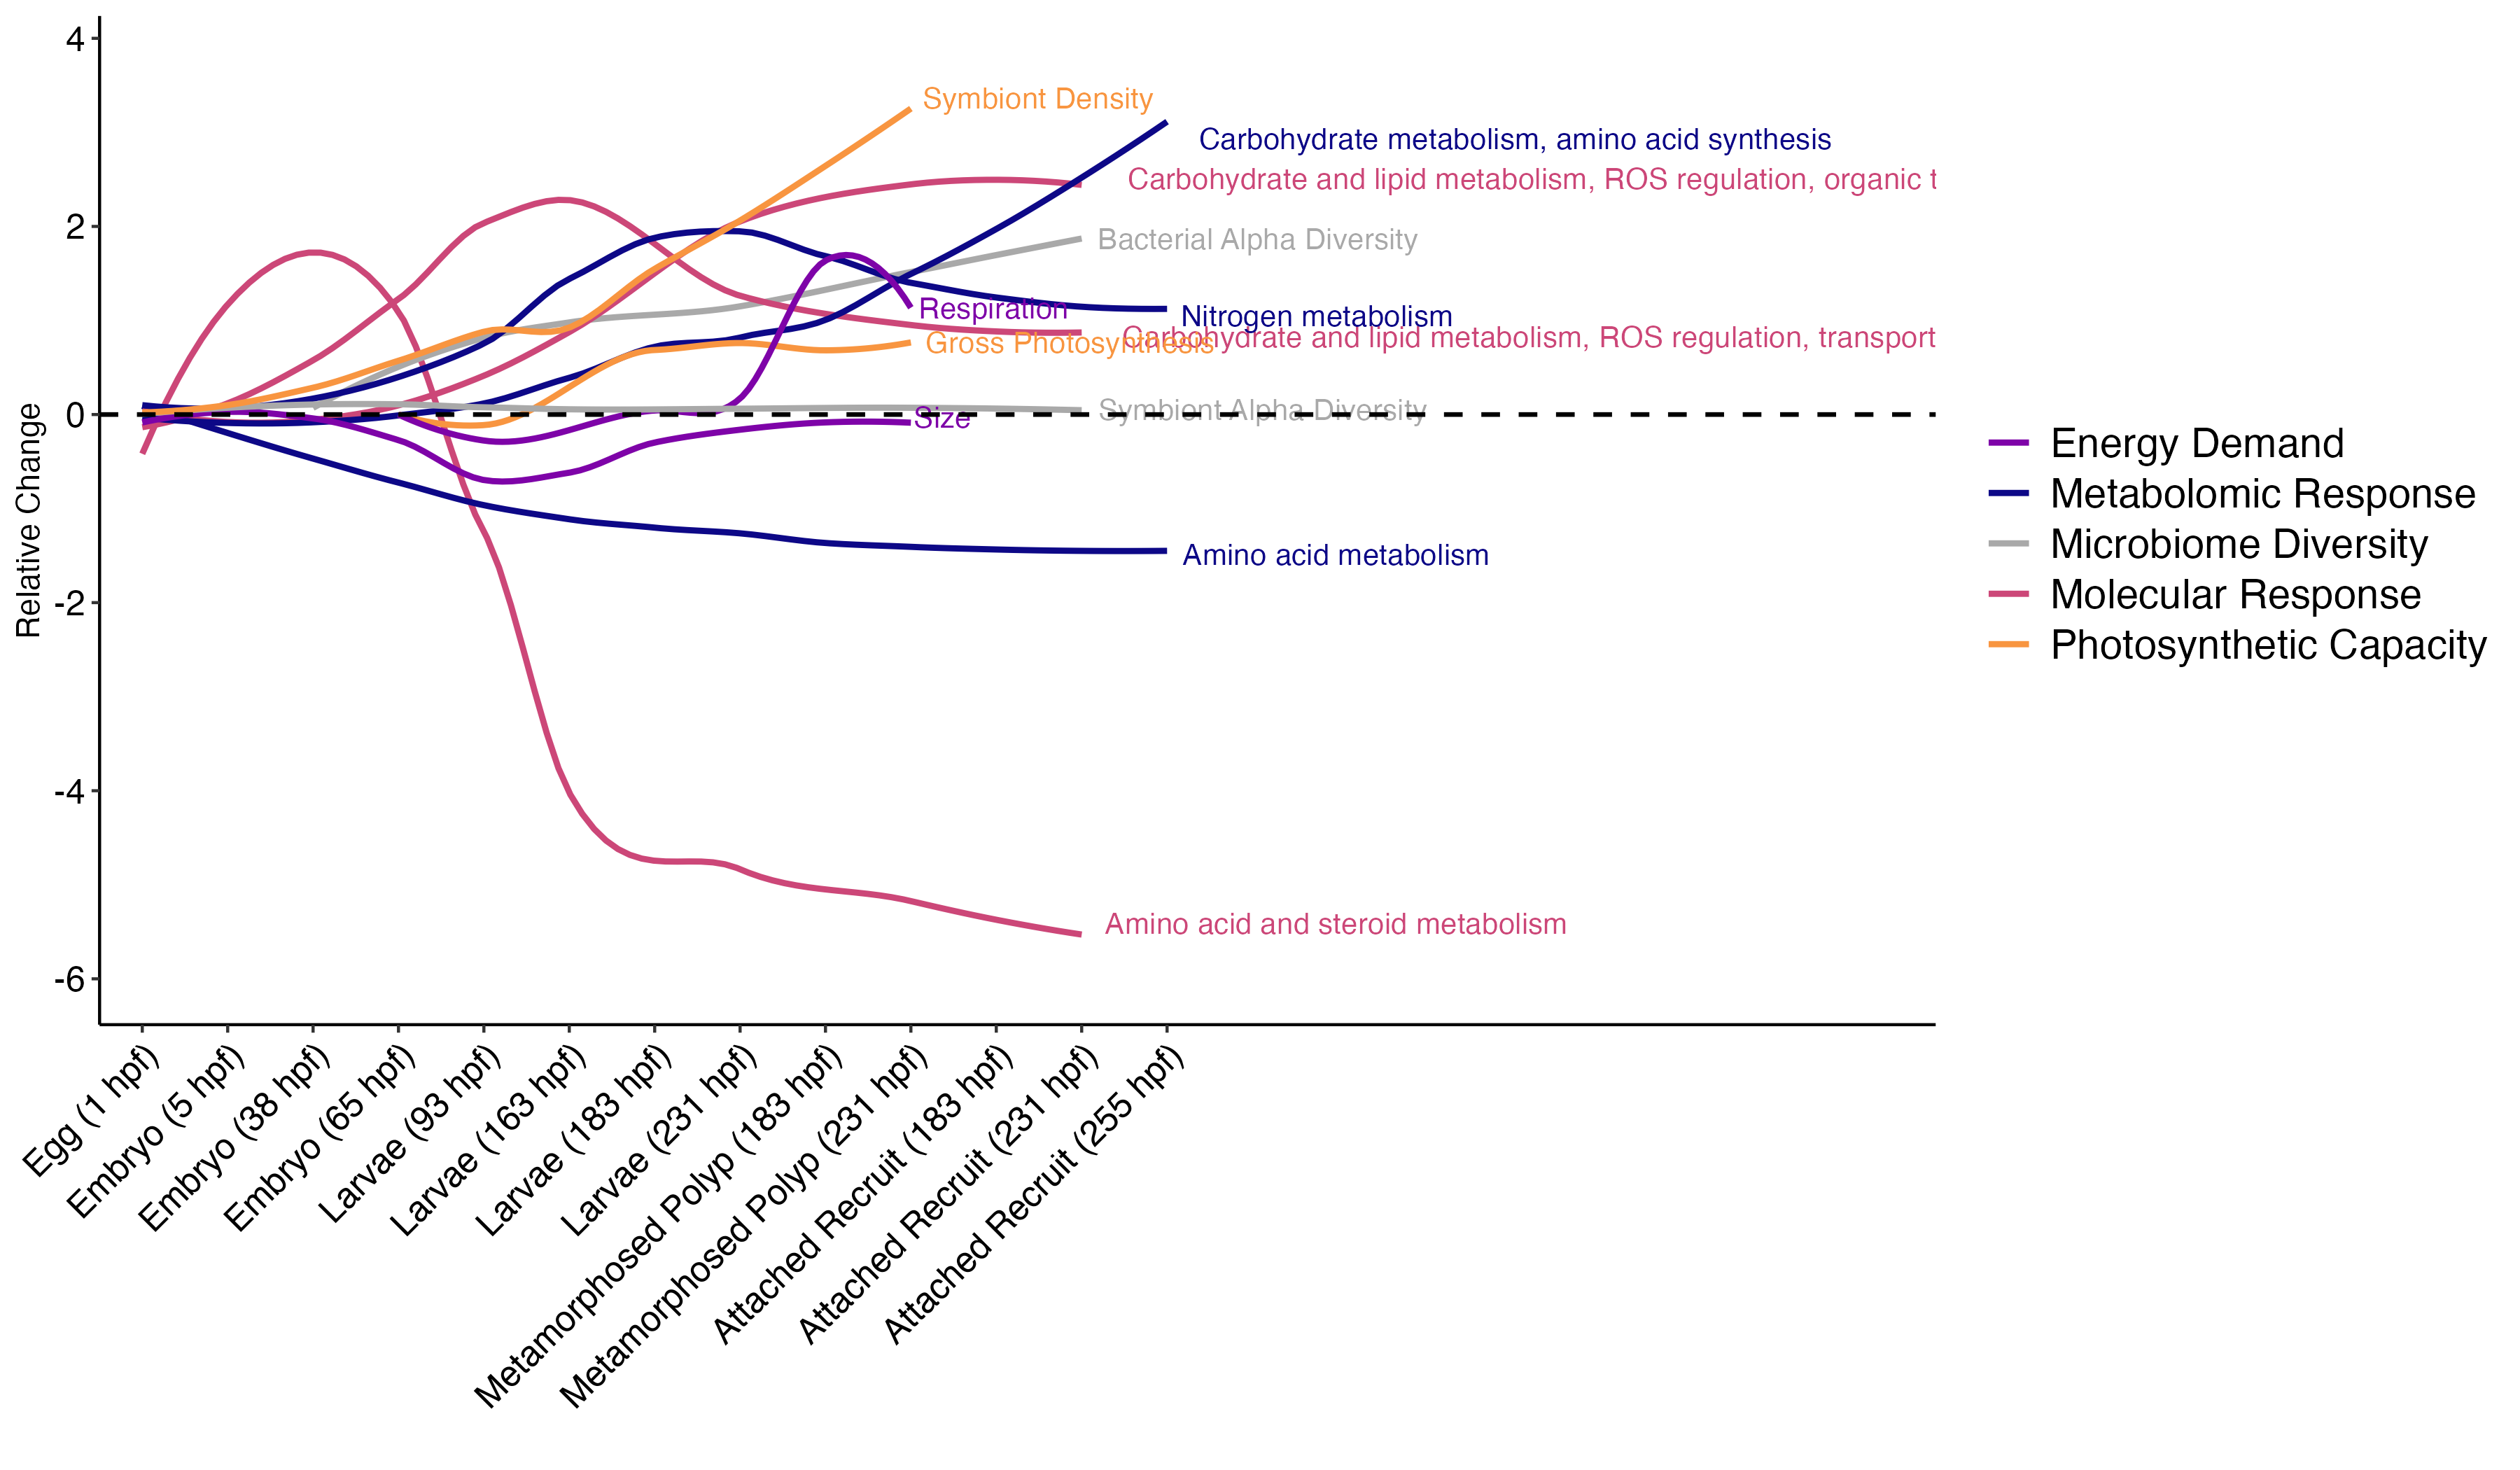 4
2
0
-2
-4
-6
Relative Change
Symbiont Density
Carbohydrate metabolism, amino acid synthesis
Carbohydrate and lipid metabolism, ROS regulation, organic t
Bacterial Alpha Diversity
Respiration
Nitrogen metabolism
Carbohydrate and lipid metabolism, ROS regulation, transport
Gross Photosynthesis
Symbiont Alpha Diversity
Size
Amino acid metabolism
Amino acid and steroid metabolism
Energy Demand
Metabolomic Response
Microbiome Diversity
Molecular Response
Photosynthetic Capacity
Egg (1 hpf)
Embryo (5 hpf)
Embryo (38 hpf)
Embryo (65 hpf)
Larvae (93 hpf)
Larvae (163 hpf)
Larvae (183 hpf)
Larvae (231 hpf)
Metamorphosed Polyp (183 hpf)
Metamorphosed Polyp (231 hpf)
Attached Recruit (183 hpf)
Attached Recruit (231 hpf)
Attached Recruit (255 hpf)